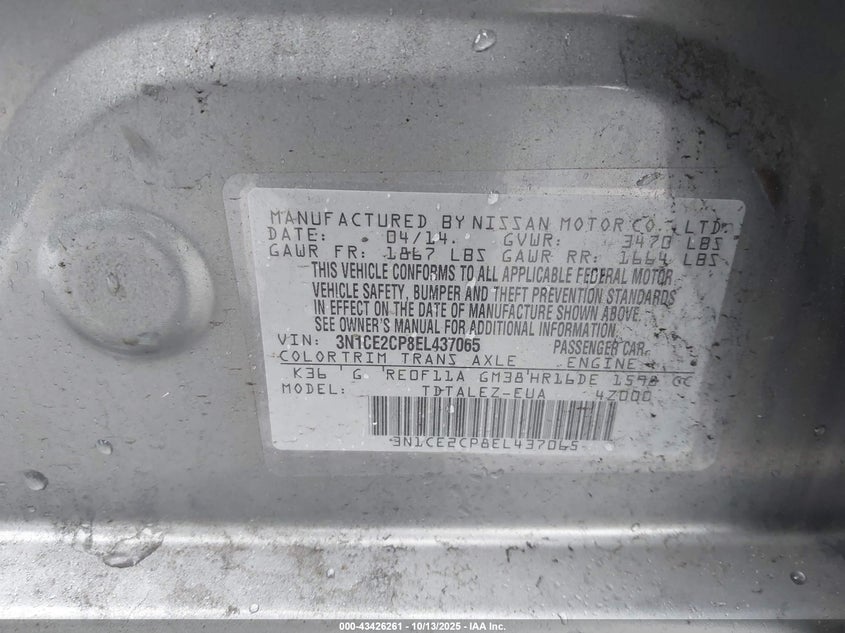 MANUFACTURED BY NISSAN MOTOR CO., LTD.
DATE: 04/14. GVWR: 3470 LBS
GAWR FR: 1867 LBS GAWR RR: 1664 LBS
THIS VEHICLE CONFORMS TO ALL APPLICABLE FEDERAL MOTOR
VEHICLE SAFETY, BUMPER AND THEFT PREVENTION STANDARDS
IN EFFECT ON THE DATE OF MANUFACTURE SHOWN ABOVE.
SEE OWNER'S MANUAL FOR ADDITIONAL INFORMATION
VIN: 3N1CE2CP8EL437065 PASSENGER CAR
COLOR TRIM TRANS AXLE ENGINE
K36 G RE0F11A GM38 HR16DE 1598 CC
MODEL: TDTALEZ-EUA 4Z000
3N1CE2CP8EL437065
000-43426261 - 10/13/2025 - IAA Inc.